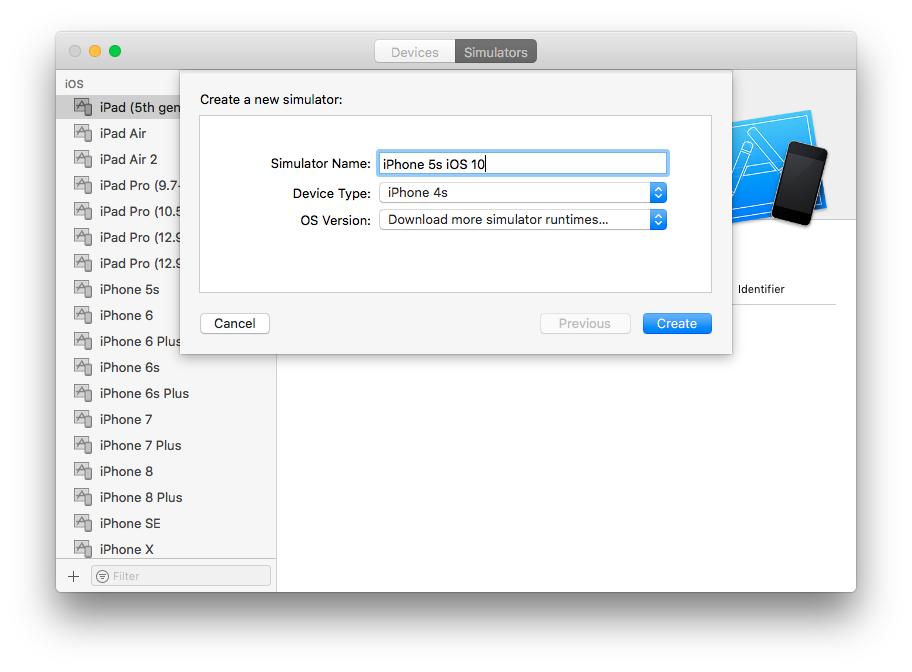 Devices Simulators
iOS
iPad (5th gen
iPad Air
iPad Air 2
iPad Pro (9.7-
iPad Pro (10.5
iPad Pro (12.9
iPad Pro (12.9
iPhone 5s
iPhone 6
iPhone 6 Plus
iPhone 6s
iPhone 6s Plus
iPhone 7
iPhone 7 Plus
iPhone 8
iPhone 8 Plus
iPhone SE
iPhone X
Filter
Create a new simulator:
Simulator Name: iPhone 5s iOS 10
Device Type: iPhone 4s
OS Version: Download more simulator runtimes...
Cancel Previous Create
Identifier